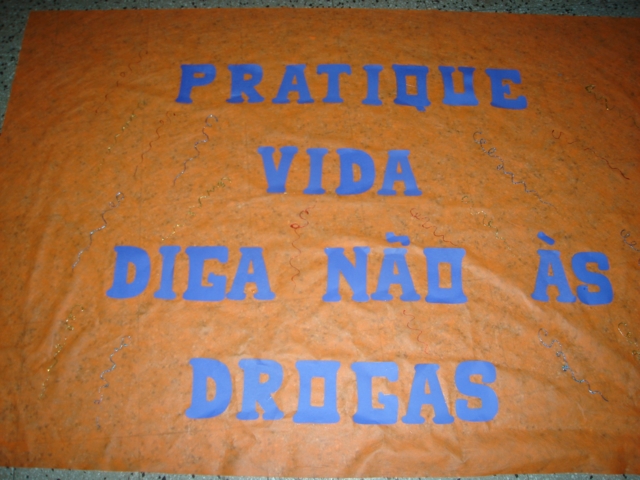 PRATIQUE
VIDA
DIGA NÃO ÀS
DROGAS